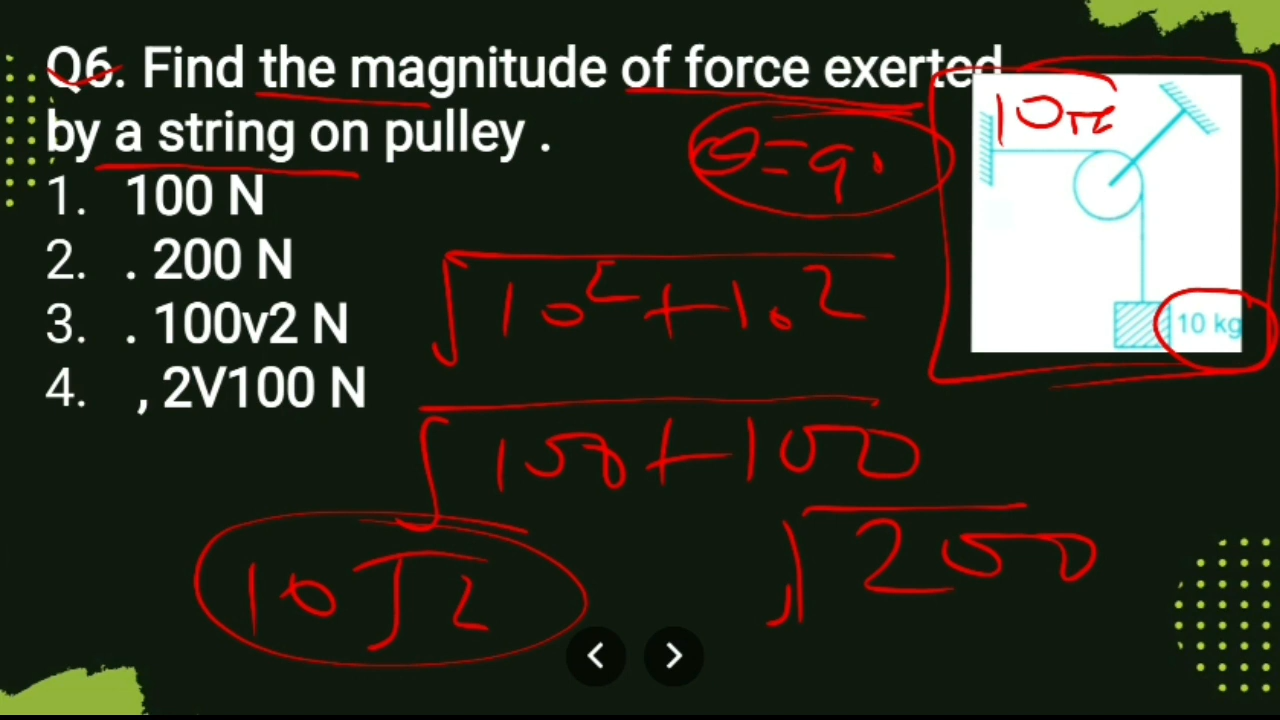 Q6. Find the magnitude of force exerted
by a string on pulley .
1. 100 N
2. . 200 N
3. . 100v2 N
4. , 2V100 N
θ=90
10
10 kg
√10²+10²
√100+100
√200
10√2